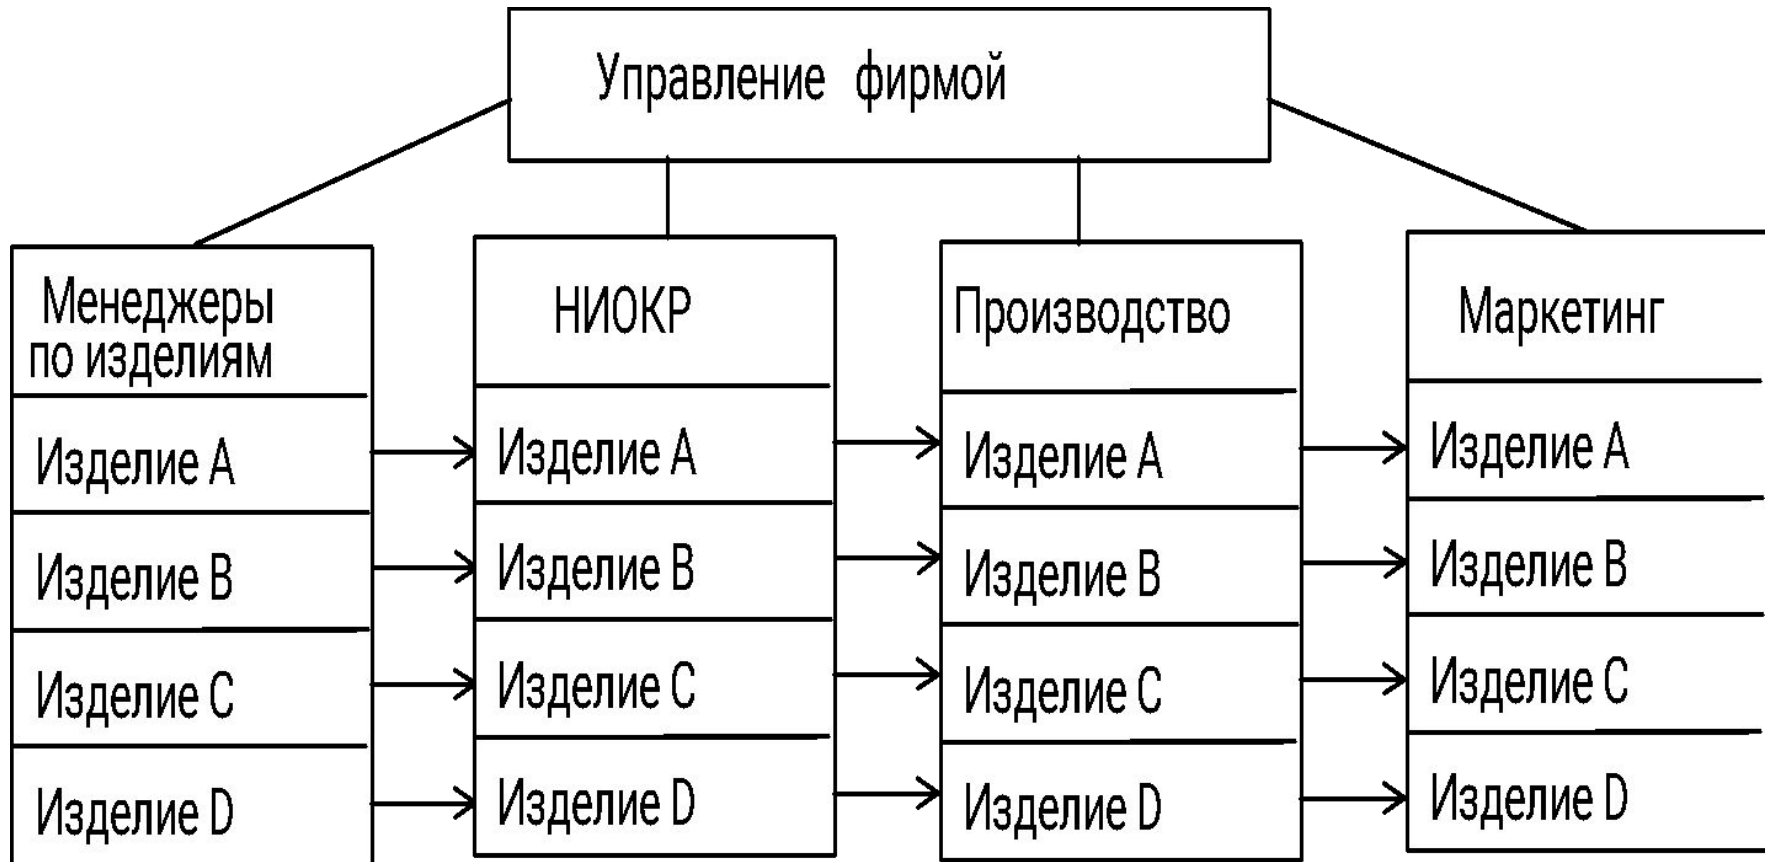 Управление фирмой
Менеджеры
по изделиям
Изделие A
Изделие B
Изделие C
Изделие D
НИОКР
Изделие A
Изделие B
Изделие C
Изделие D
Производство
Изделие A
Изделие B
Изделие C
Изделие D
Маркетинг
Изделие A
Изделие B
Изделие C
Изделие D